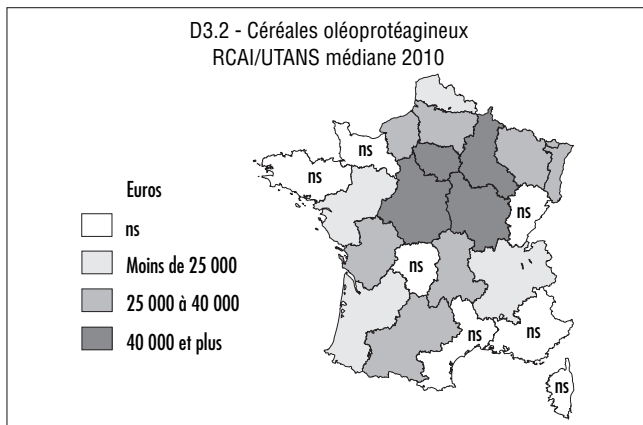 D3.2 - Céréales oléoprotéagineux
RCAI/UTANS médiane 2010
ns
ns
ns
ns
ns
ns
ns
Euros
ns
Moins de 25 000
25 000 à 40 000
40 000 et plus